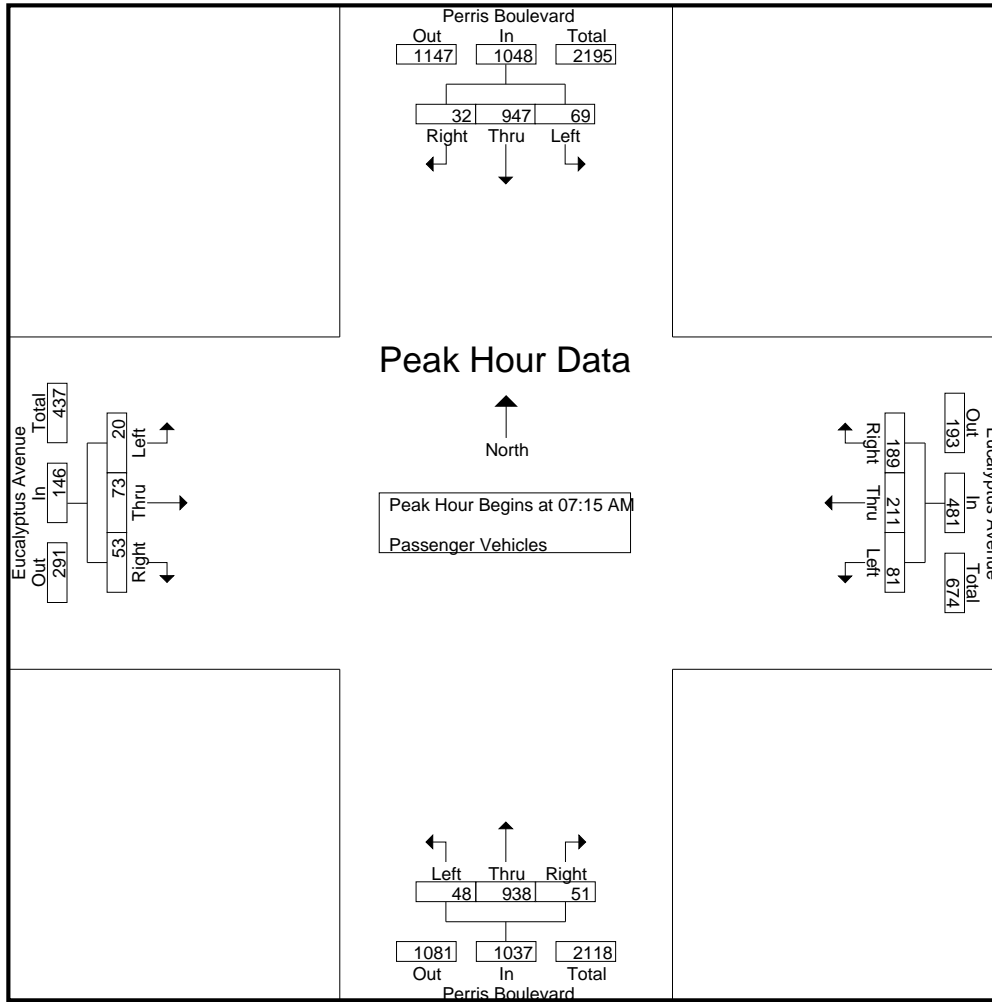 Perris Boulevard
Out In Total
1147 1048 2195
32 947 69
Right Thru Left
Peak Hour Data
North
Peak Hour Begins at 07:15 AM
Passenger Vehicles
Eucalyptus Avenue
Total In Out
437 146 291
20 73 53
Left Thru Right
Eucalyptus Avenue
Out In Total
193 481 674
189 211 81
Right Thru Left
Left Thru Right
48 938 51
1081 1037 2118
Out In Total
Perris Boulevard